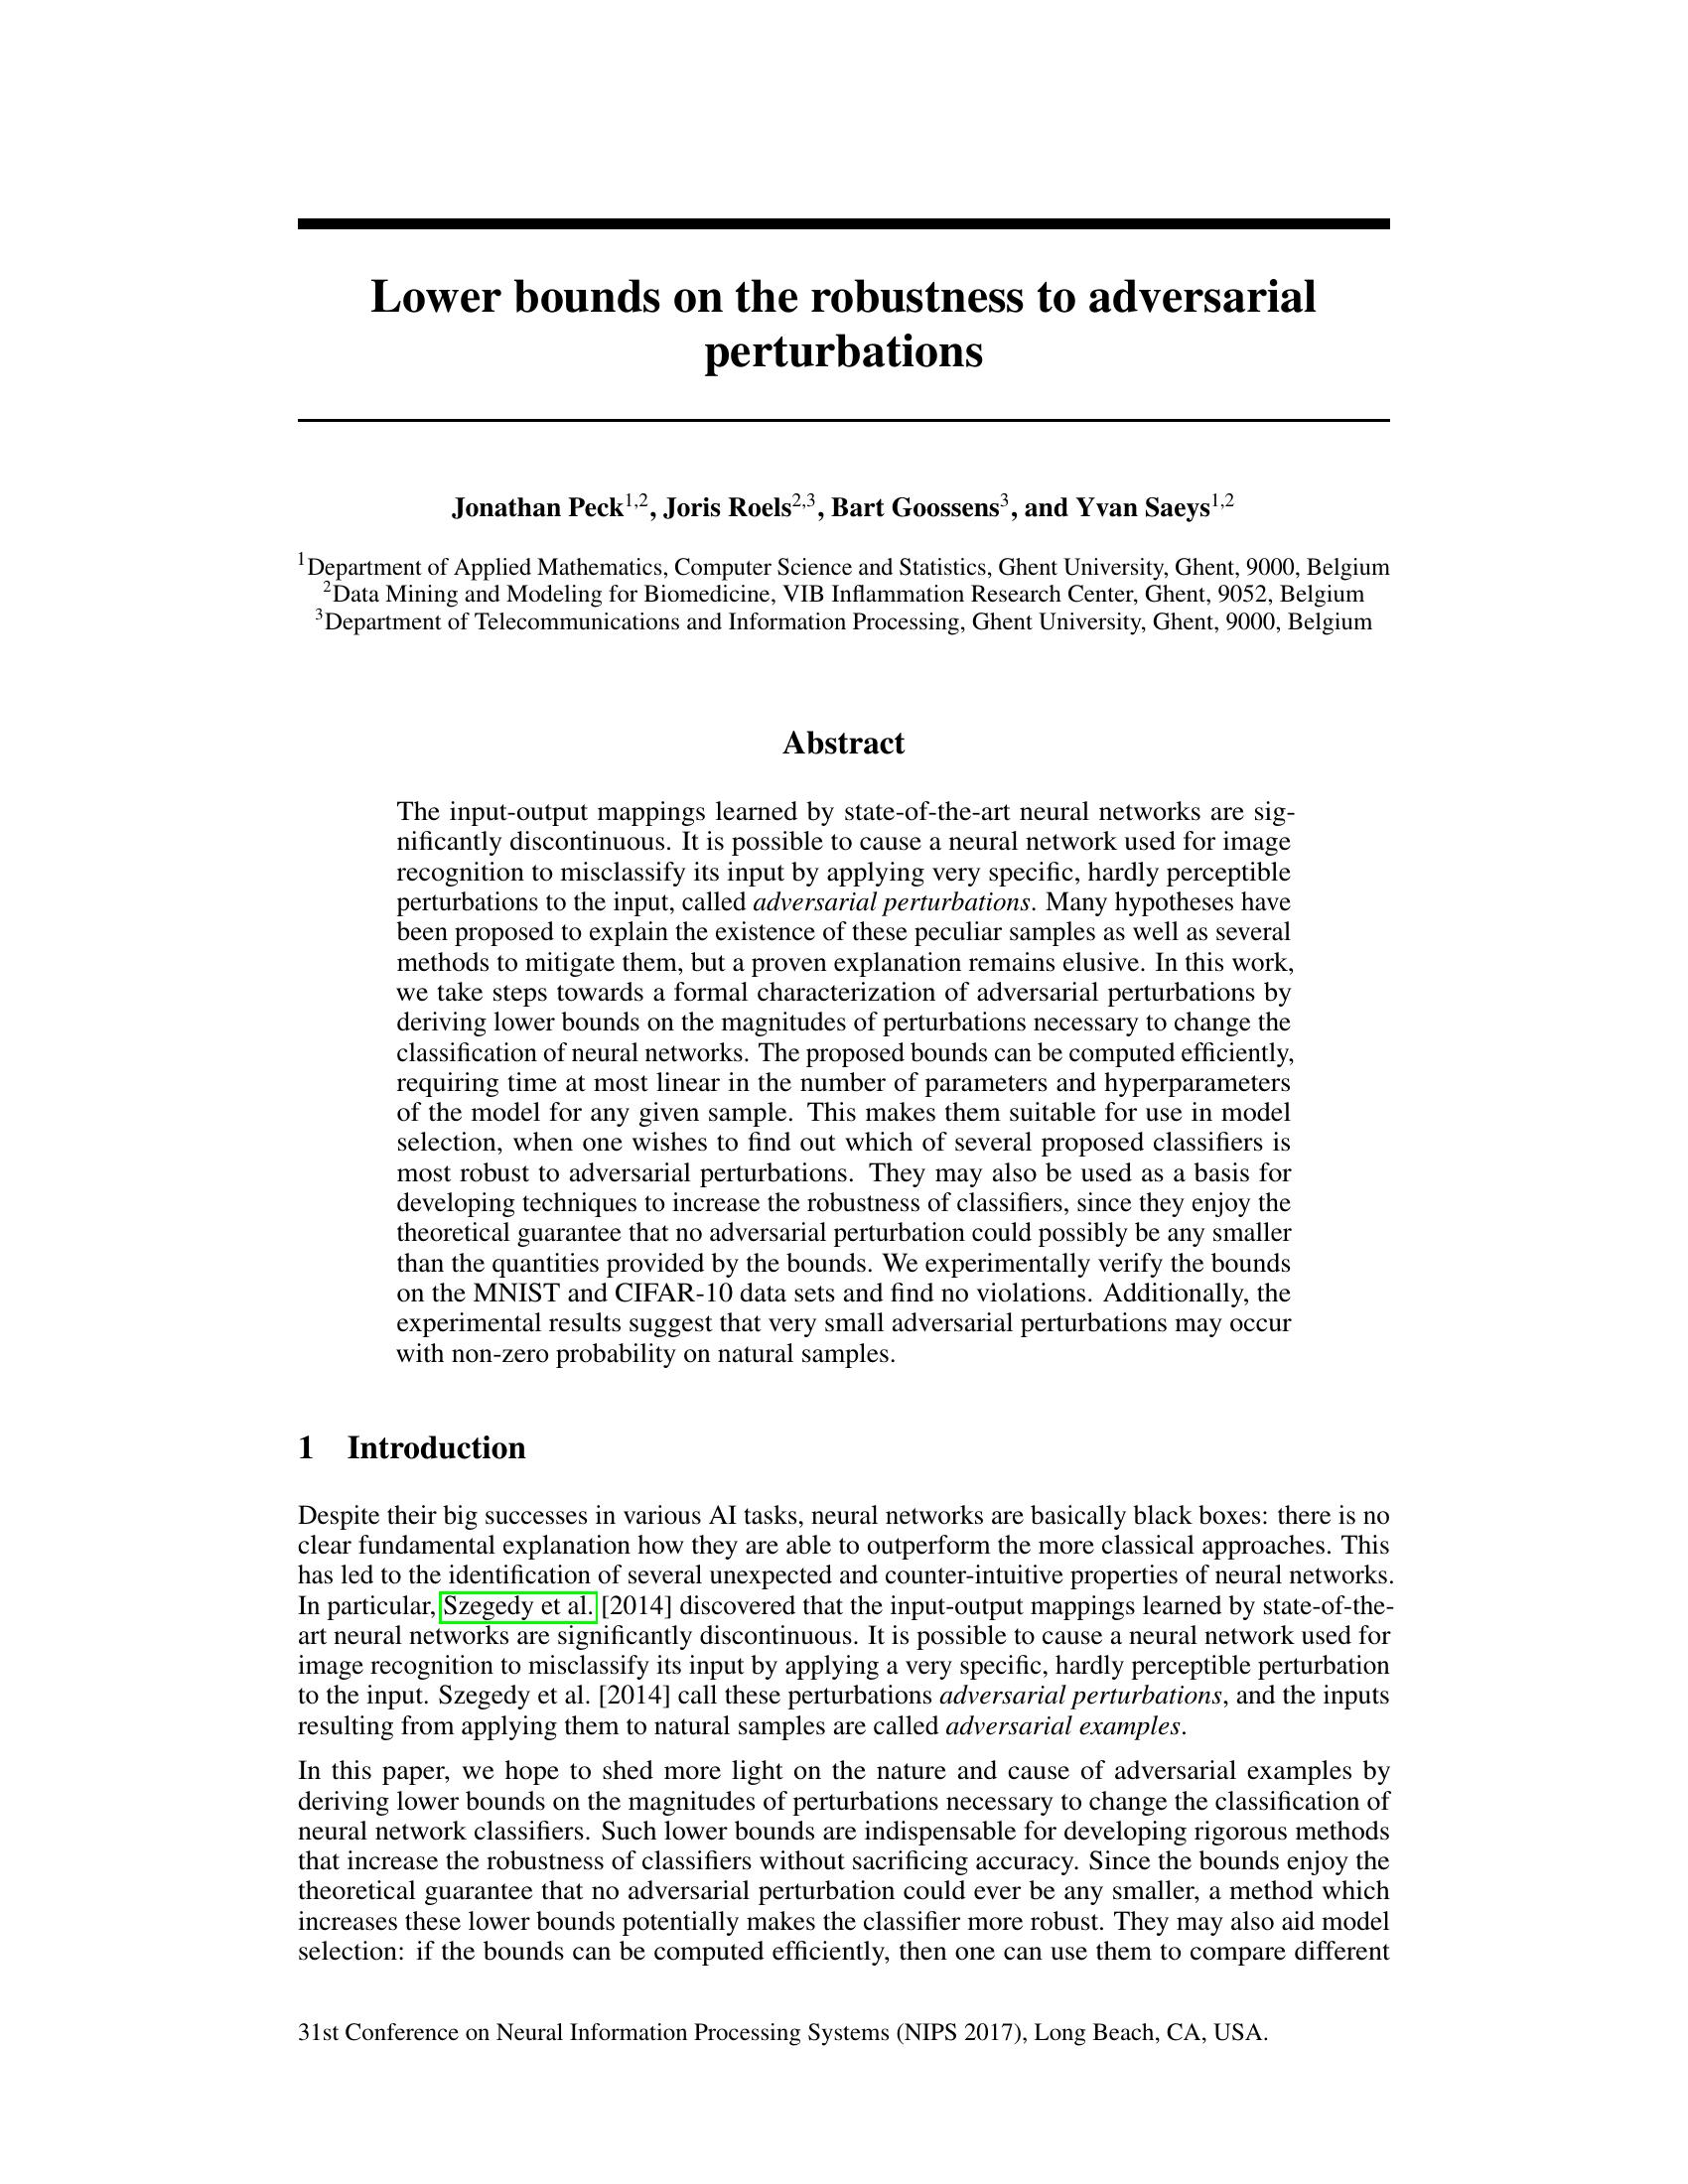 Lower bounds on the robustness to adversarial
perturbations
Jonathan Peck1,2, Joris Roels2,3, Bart Goossens3, and Yvan Saeys1,2
1Department of Applied Mathematics, Computer Science and Statistics, Ghent University, Ghent, 9000, Belgium
2Data Mining and Modeling for Biomedicine, VIB Inflammation Research Center, Ghent, 9052, Belgium
3Department of Telecommunications and Information Processing, Ghent University, Ghent, 9000, Belgium
Abstract
The input-output mappings learned by state-of-the-art neural networks are sig-
nificantly discontinuous. It is possible to cause a neural network used for image
recognition to misclassify its input by applying very specific, hardly perceptible
perturbations to the input, called adversarial perturbations. Many hypotheses have
been proposed to explain the existence of these peculiar samples as well as several
methods to mitigate them, but a proven explanation remains elusive. In this work,
we take steps towards a formal characterization of adversarial perturbations by
deriving lower bounds on the magnitudes of perturbations necessary to change the
classification of neural networks. The proposed bounds can be computed efficiently,
requiring time at most linear in the number of parameters and hyperparameters
of the model for any given sample. This makes them suitable for use in model
selection, when one wishes to find out which of several proposed classifiers is
most robust to adversarial perturbations. They may also be used as a basis for
developing techniques to increase the robustness of classifiers, since they enjoy the
theoretical guarantee that no adversarial perturbation could possibly be any smaller
than the quantities provided by the bounds. We experimentally verify the bounds
on the MNIST and CIFAR-10 data sets and find no violations. Additionally, the
experimental results suggest that very small adversarial perturbations may occur
with non-zero probability on natural samples.
1 Introduction
Despite their big successes in various AI tasks, neural networks are basically black boxes: there is no
clear fundamental explanation how they are able to outperform the more classical approaches. This
has led to the identification of several unexpected and counter-intuitive properties of neural networks.
In particular, Szegedy et al. [2014] discovered that the input-output mappings learned by state-of-the-
art neural networks are significantly discontinuous. It is possible to cause a neural network used for
image recognition to misclassify its input by applying a very specific, hardly perceptible perturbation
to the input. Szegedy et al. [2014] call these perturbations adversarial perturbations, and the inputs
resulting from applying them to natural samples are called adversarial examples.
In this paper, we hope to shed more light on the nature and cause of adversarial examples by
deriving lower bounds on the magnitudes of perturbations necessary to change the classification of
neural network classifiers. Such lower bounds are indispensable for developing rigorous methods
that increase the robustness of classifiers without sacrificing accuracy. Since the bounds enjoy the
theoretical guarantee that no adversarial perturbation could ever be any smaller, a method which
increases these lower bounds potentially makes the classifier more robust. They may also aid model
selection: if the bounds can be computed efficiently, then one can use them to compare different
31st Conference on Neural Information Processing Systems (NIPS 2017), Long Beach, CA, USA.